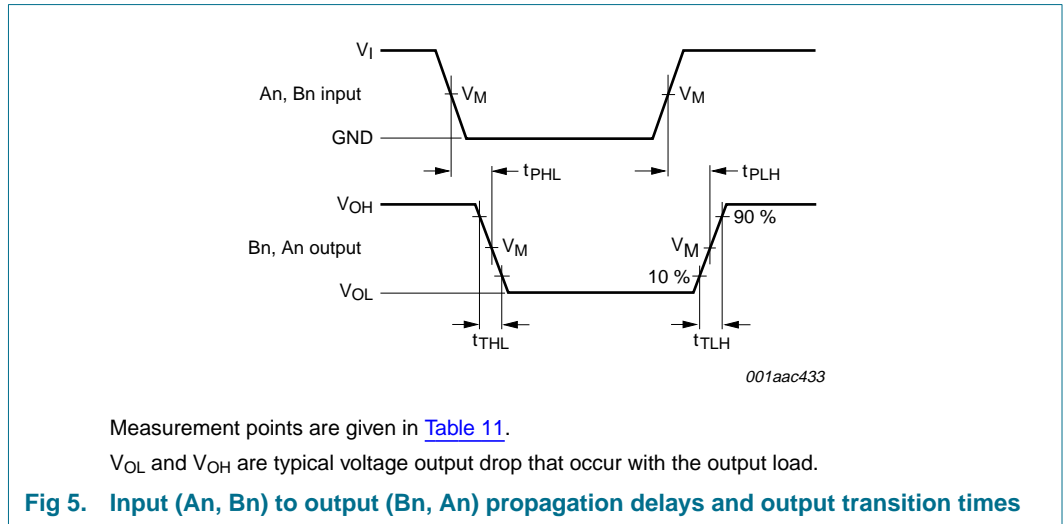 VI
An, Bn input
VM
VM
GND
tPHL
tPLH
VOH
90 %
Bn, An output
VM
VM
10 %
VOL
tTHL
tTLH
001aac433
Measurement points are given in Table 11.
VOL and VOH are typical voltage output drop that occur with the output load.
Fig 5. Input (An, Bn) to output (Bn, An) propagation delays and output transition times